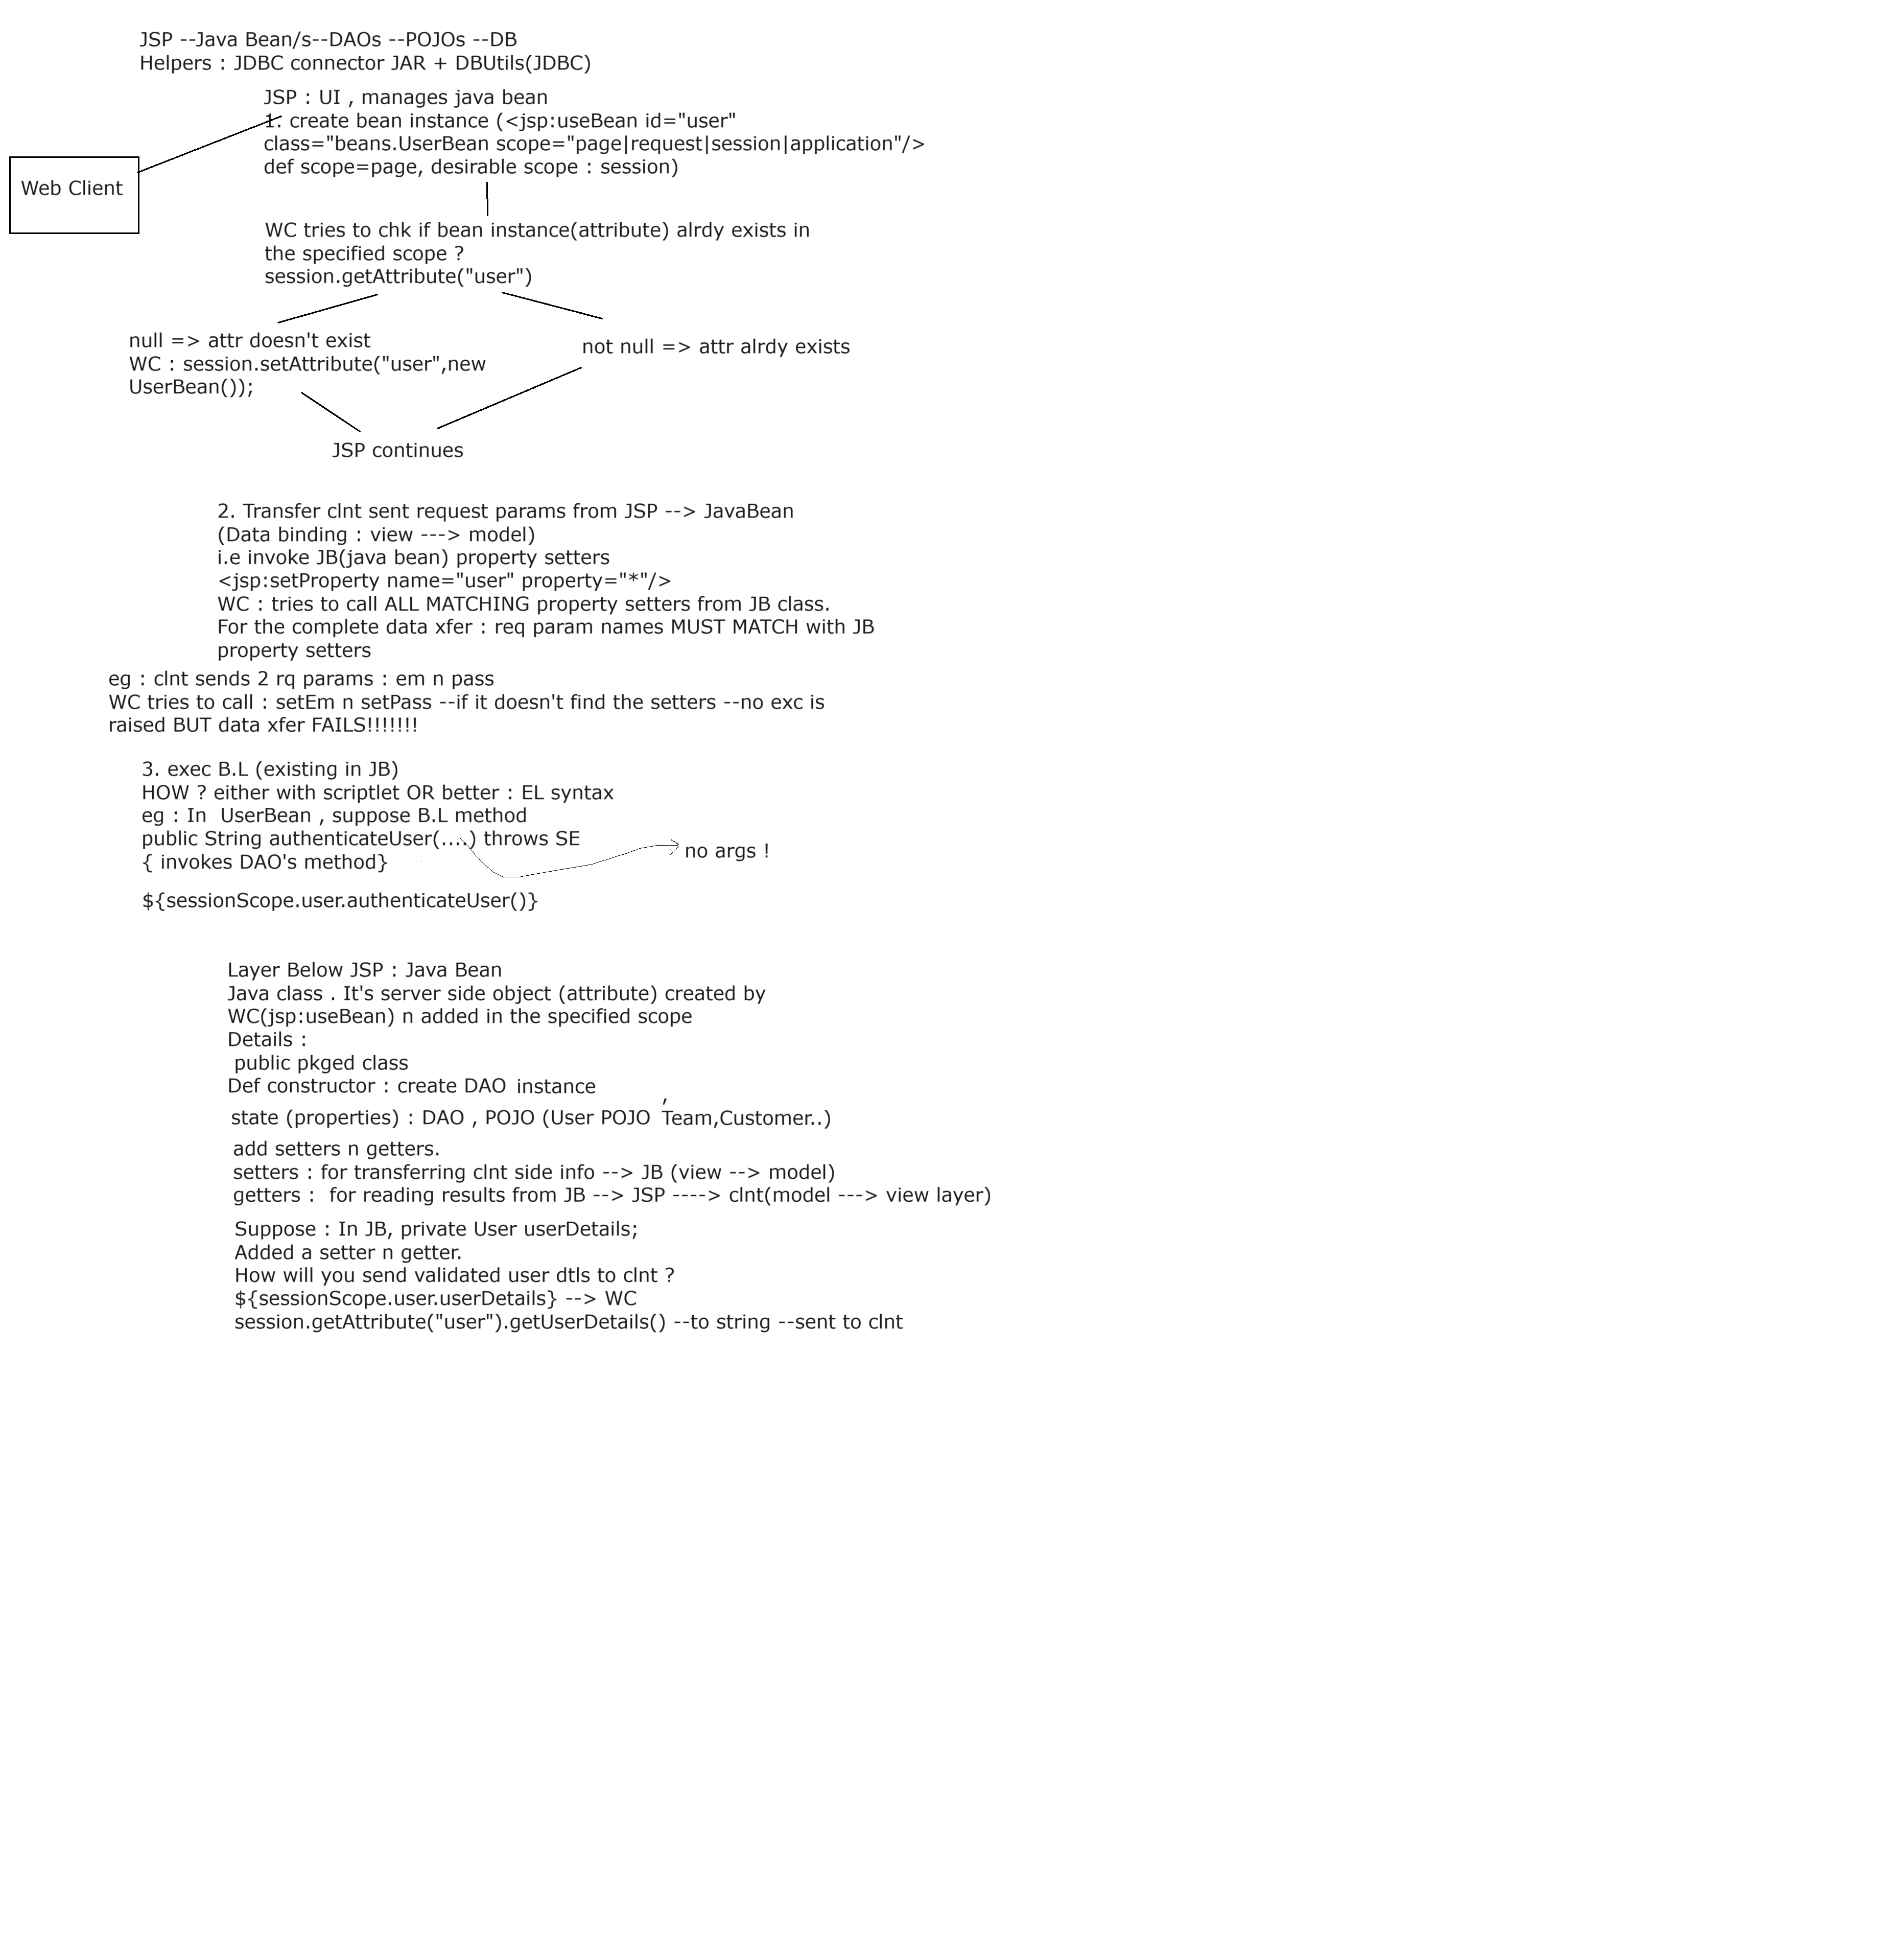 JSP --Java Bean/s--DAOs --POJOs --DB
Helpers : JDBC connector JAR + DBUtils(JDBC)
JSP : UI , manages java bean
1. create bean instance (<jsp:useBean id="user"
class="beans.UserBean scope="page|request|session|application"/>
def scope=page, desirable scope : session)
Web Client
WC tries to chk if bean instance(attribute) alrdy exists in
the specified scope ?
session.getAttribute("user")
null => attr doesn't exist
WC : session.setAttribute("user",new
UserBean());
not null => attr alrdy exists
JSP continues
2. Transfer clnt sent request params from JSP --> JavaBean
(Data binding : view ---> model)
i.e invoke JB(java bean) property setters
<jsp:setProperty name="user" property="*"/>
WC : tries to call ALL MATCHING property setters from JB class.
For the complete data xfer : req param names MUST MATCH with JB
property setters
eg : clnt sends 2 rq params : em n pass
WC tries to call : setEm n setPass --if it doesn't find the setters --no exc is
raised BUT data xfer FAILS!!!!!!!
3. exec B.L (existing in JB)
HOW ? either with scriptlet OR better : EL syntax
eg : In  UserBean , suppose B.L method
public String authenticateUser(....) throws SE
{ invokes DAO's method}
no args !
${sessionScope.user.authenticateUser()}
Layer Below JSP : Java Bean
Java class . It's server side object (attribute) created by
WC(jsp:useBean) n added in the specified scope
Details :
public pkged class
Def constructor : create DAO instance
,
state (properties) : DAO , POJO (User POJO Team,Customer..)
add setters n getters.
setters : for transferring clnt side info --> JB (view --> model)
getters :  for reading results from JB --> JSP ----> clnt(model ---> view layer)
Suppose : In JB, private User userDetails;
Added a setter n getter.
How will you send validated user dtls to clnt ?
${sessionScope.user.userDetails} --> WC
session.getAttribute("user").getUserDetails() --to string --sent to clnt